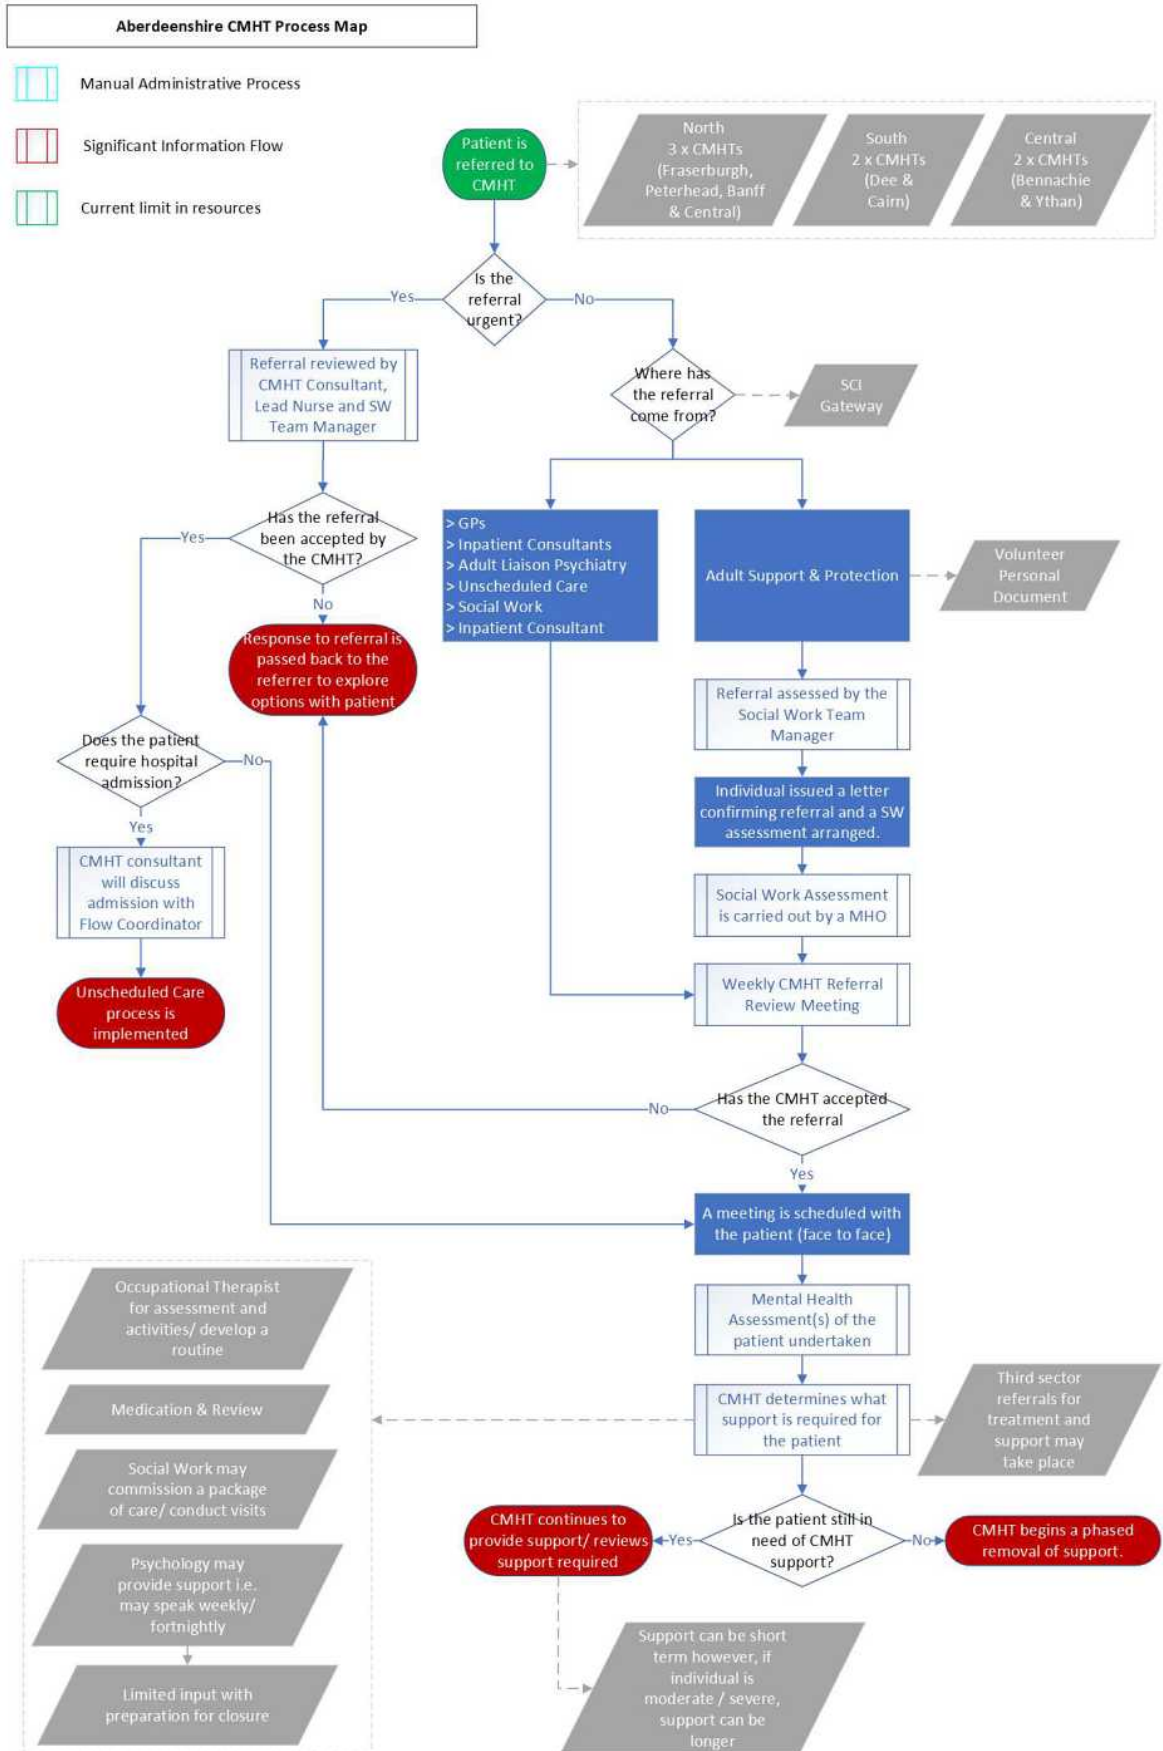 Aberdeenshire CMHT Process Map
Manual Administrative Process
Significant Information Flow
Current limit in resources
Patient is
referred to
CMHT
North
3 x CMHTs
(Fraserburgh,
Peterhead, Banff
& Central)
South
2 x CMHTs
(Dee &
Cairn)
Central
2 x CMHTs
(Bennachie
& Ythan)
Is the
referral
urgent?
Yes
No
Referral reviewed by
CMHT Consultant,
Lead Nurse and SW
Team Manager
Where has
the referral
come from?
SCI
Gateway
Has the referral
been accepted by
the CMHT?
Yes
No
> GPs
> Inpatient Consultants
> Adult Liaison Psychiatry
> Unscheduled Care
> Social Work
> Inpatient Consultant
Adult Support & Protection
Volunteer
Personal
Document
Response to referral is
passed back to the
referrer to explore
options with patient
Referral assessed by the
Social Work Team
Manager
Does the patient
require hospital
admission?
No
Yes
Individual issued a letter
confirming referral and a SW
assessment arranged.
CMHT consultant
will discuss
admission with
Flow Coordinator
Social Work Assessment
is carried out by a MHO
Unscheduled Care
process is
implemented
Weekly CMHT Referral
Review Meeting
Has the CMHT accepted
the referral
No
Yes
A meeting is scheduled with
the patient (face to face)
Mental Health
Assessment(s) of the
patient undertaken
CMHT determines what
support is required for
the patient
Third sector
referrals for
treatment and
support may
take place
Occupational Therapist
for assessment and
activities/ develop a
routine
Medication & Review
Social Work may
commission a package
of care/ conduct visits
Psychology may
provide support i.e.
may speak weekly/
fortnightly
Limited input with
preparation for closure
Is the patient still in
need of CMHT
support?
Yes
No
CMHT continues to
provide support/ reviews
support required
CMHT begins a phased
removal of support.
Support can be short
term however, if
individual is
moderate / severe,
support can be
longer